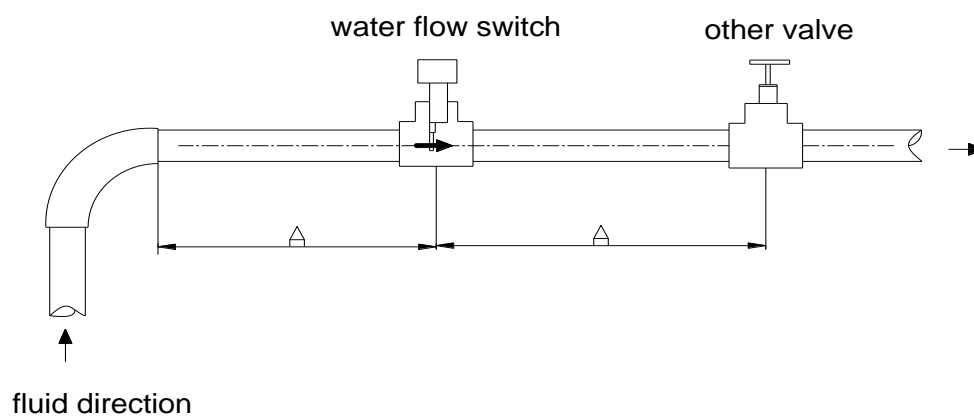 water flow switch
other valve
fluid direction